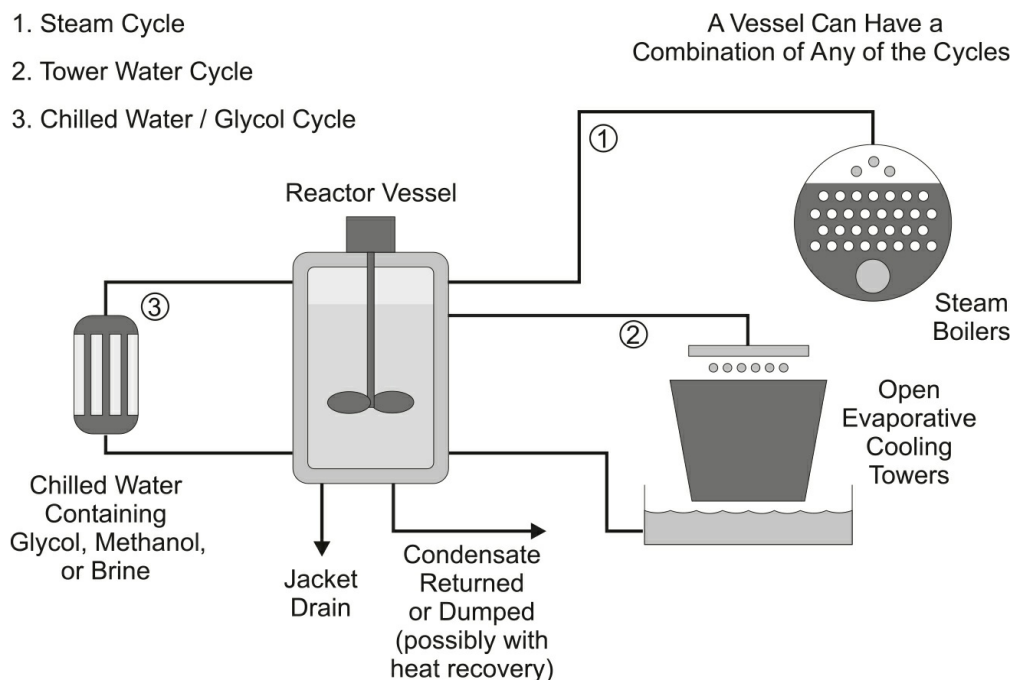 1. Steam Cycle
2. Tower Water Cycle
3. Chilled Water / Glycol Cycle
A Vessel Can Have a
Combination of Any of the Cycles
1
Reactor Vessel
3
2
Steam
Boilers
Open
Evaporative
Cooling
Towers
Chilled Water
Containing
Glycol, Methanol,
or Brine
Jacket
Drain
Condensate
Returned
or Dumped
(possibly with
heat recovery)